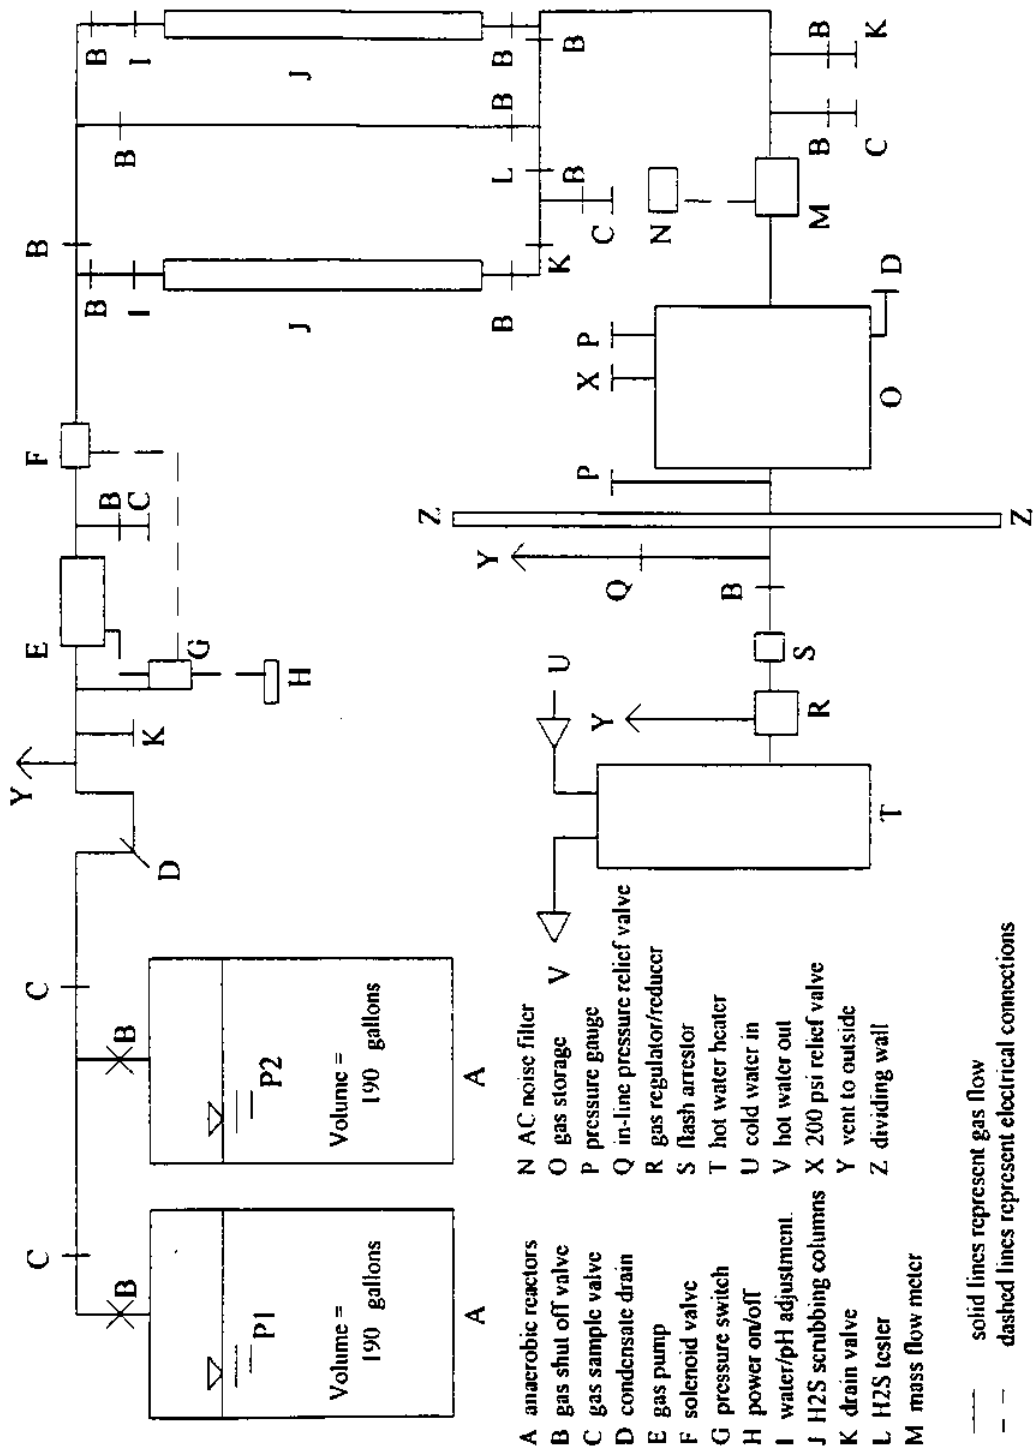 Y
C C E F B
B B B B B B
C I I
D K G
P1 P2
H J J
Volume = Volume =
190 gallons 190 gallons
A A
Y Z B B B
L
V U K B B
C
Y Q P X P N
B
S R M B B
T O D C K
Z
A anaerobic reactors
B gas shut off valve
C gas sample valve
D condensate drain
E gas pump
F solenoid valve
G pressure switch
H power on/off
I water/pH adjustment
J H2S scrubbing columns
K drain valve
L H2S tester
M mass flow meter
N AC noise filter
O gas storage
P pressure gauge
Q in-line pressure relief valve
R gas regulator/reducer
S flash arrestor
T hot water heater
U cold water in
V hot water out
X 200 psi relief valve
Y vent to outside
Z dividing wall
solid lines represent gas flow
dashed lines represent electrical connections